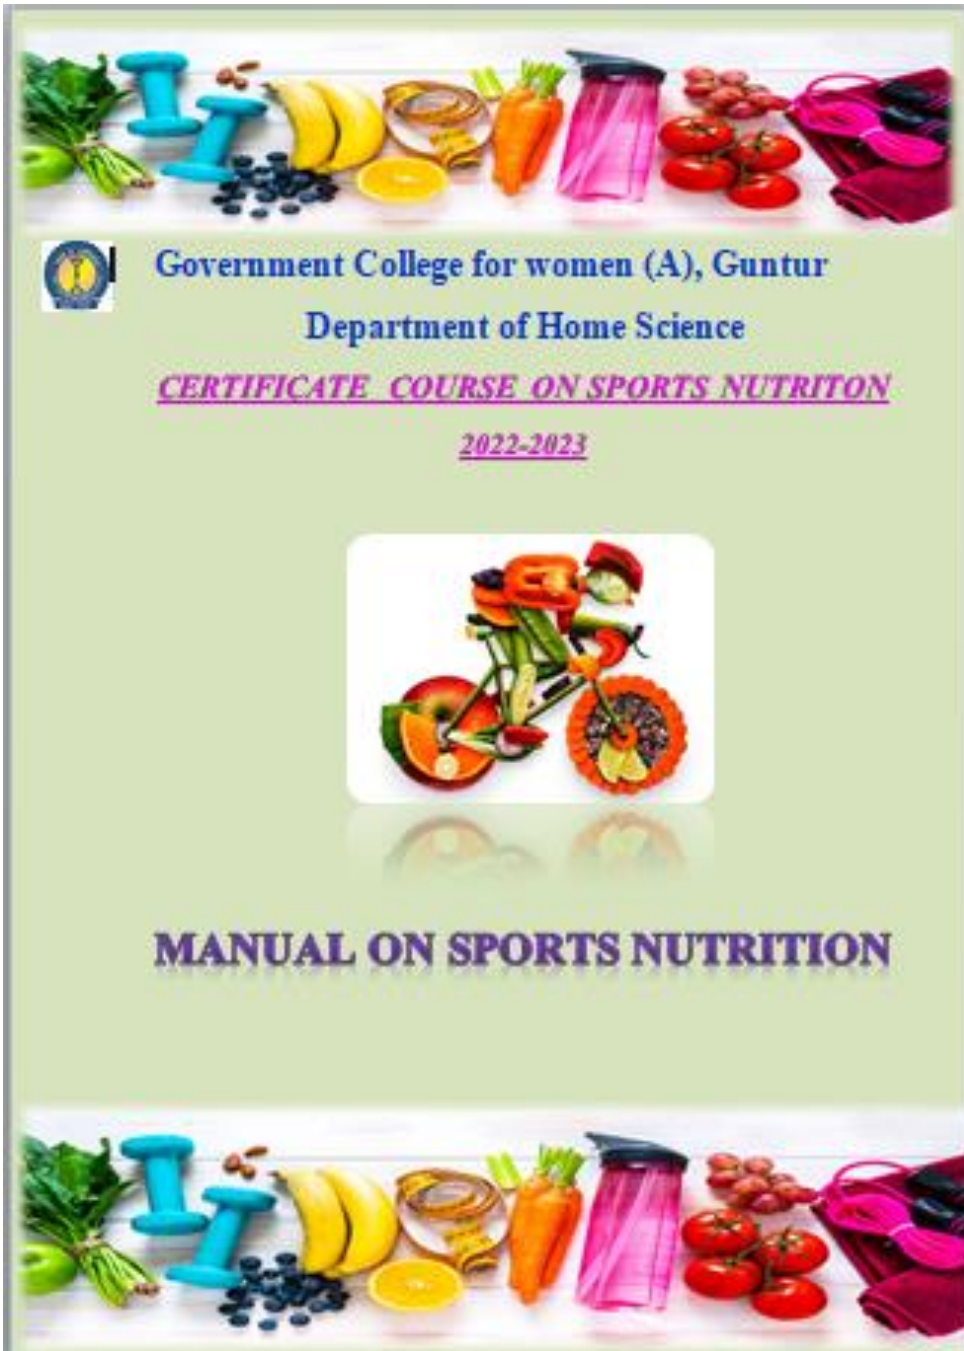 Government College for women (A), Guntur
Department of Home Science
CERTIFICATE COURSE ON SPORTS NUTRITON
2022-2023
MANUAL ON SPORTS NUTRITION